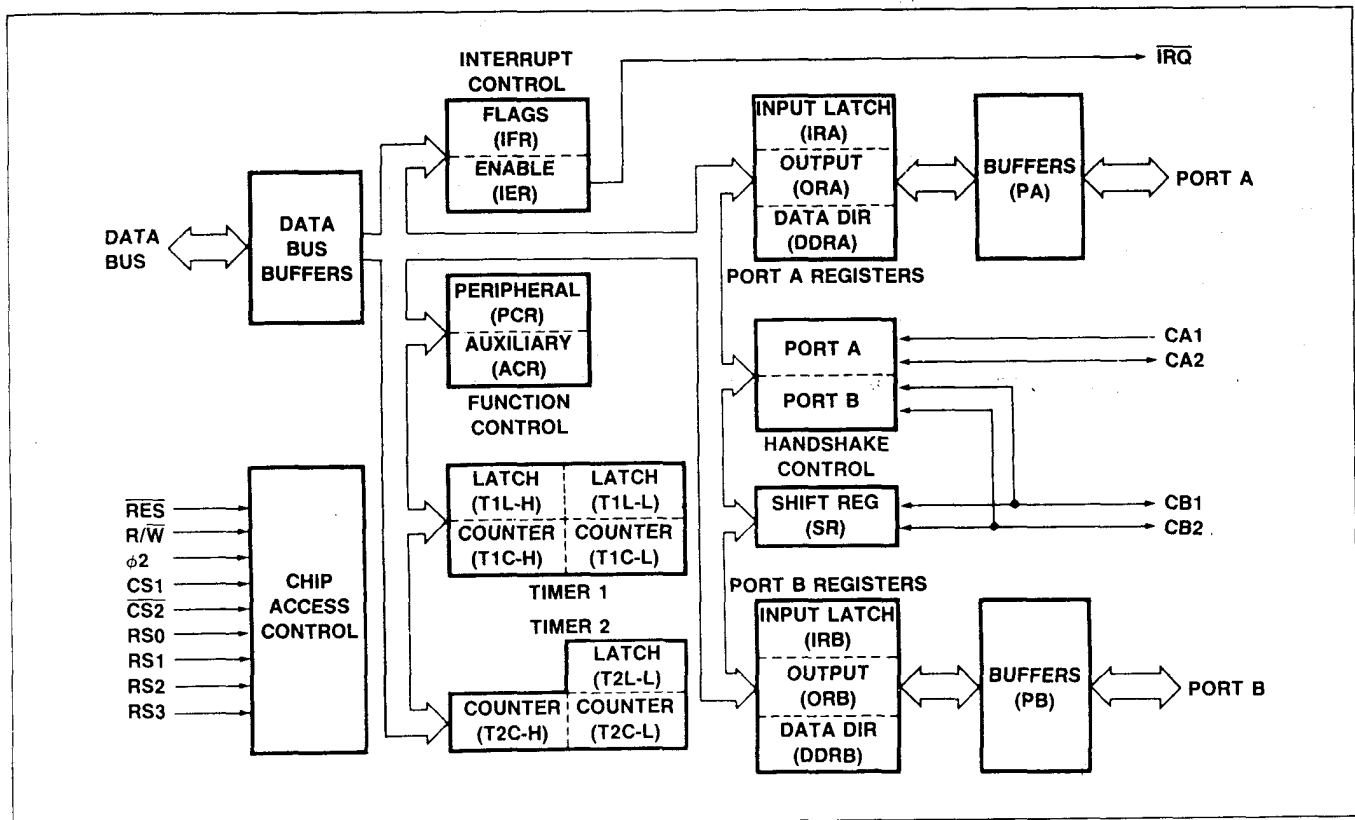 INTERRUPT
CONTROL
FLAGS
(IFR)
ENABLE
(IER)
I̅R̅Q̅
INPUT LATCH
(IRA)
OUTPUT
(ORA)
DATA DIR
(DDRA)
PORT A REGISTERS
BUFFERS
(PA)
PORT A
DATA
BUS
DATA
BUS
BUFFERS
PERIPHERAL
(PCR)
AUXILIARY
(ACR)
FUNCTION
CONTROL
PORT A
PORT B
HANDSHAKE
CONTROL
CA1
CA2
LATCH
(T1L-H)
LATCH
(T1L-L)
COUNTER
(T1C-H)
COUNTER
(T1C-L)
TIMER 1
SHIFT REG
(SR)
CB1
CB2
R̅E̅S̅
R/W̅
ϕ2
CS1
C̅S̅2̅
RS0
RS1
RS2
RS3
CHIP
ACCESS
CONTROL
TIMER 2
LATCH
(T2L-L)
COUNTER
(T2C-H)
COUNTER
(T2C-L)
PORT B REGISTERS
INPUT LATCH
(IRB)
OUTPUT
(ORB)
DATA DIR
(DDRB)
BUFFERS
(PB)
PORT B